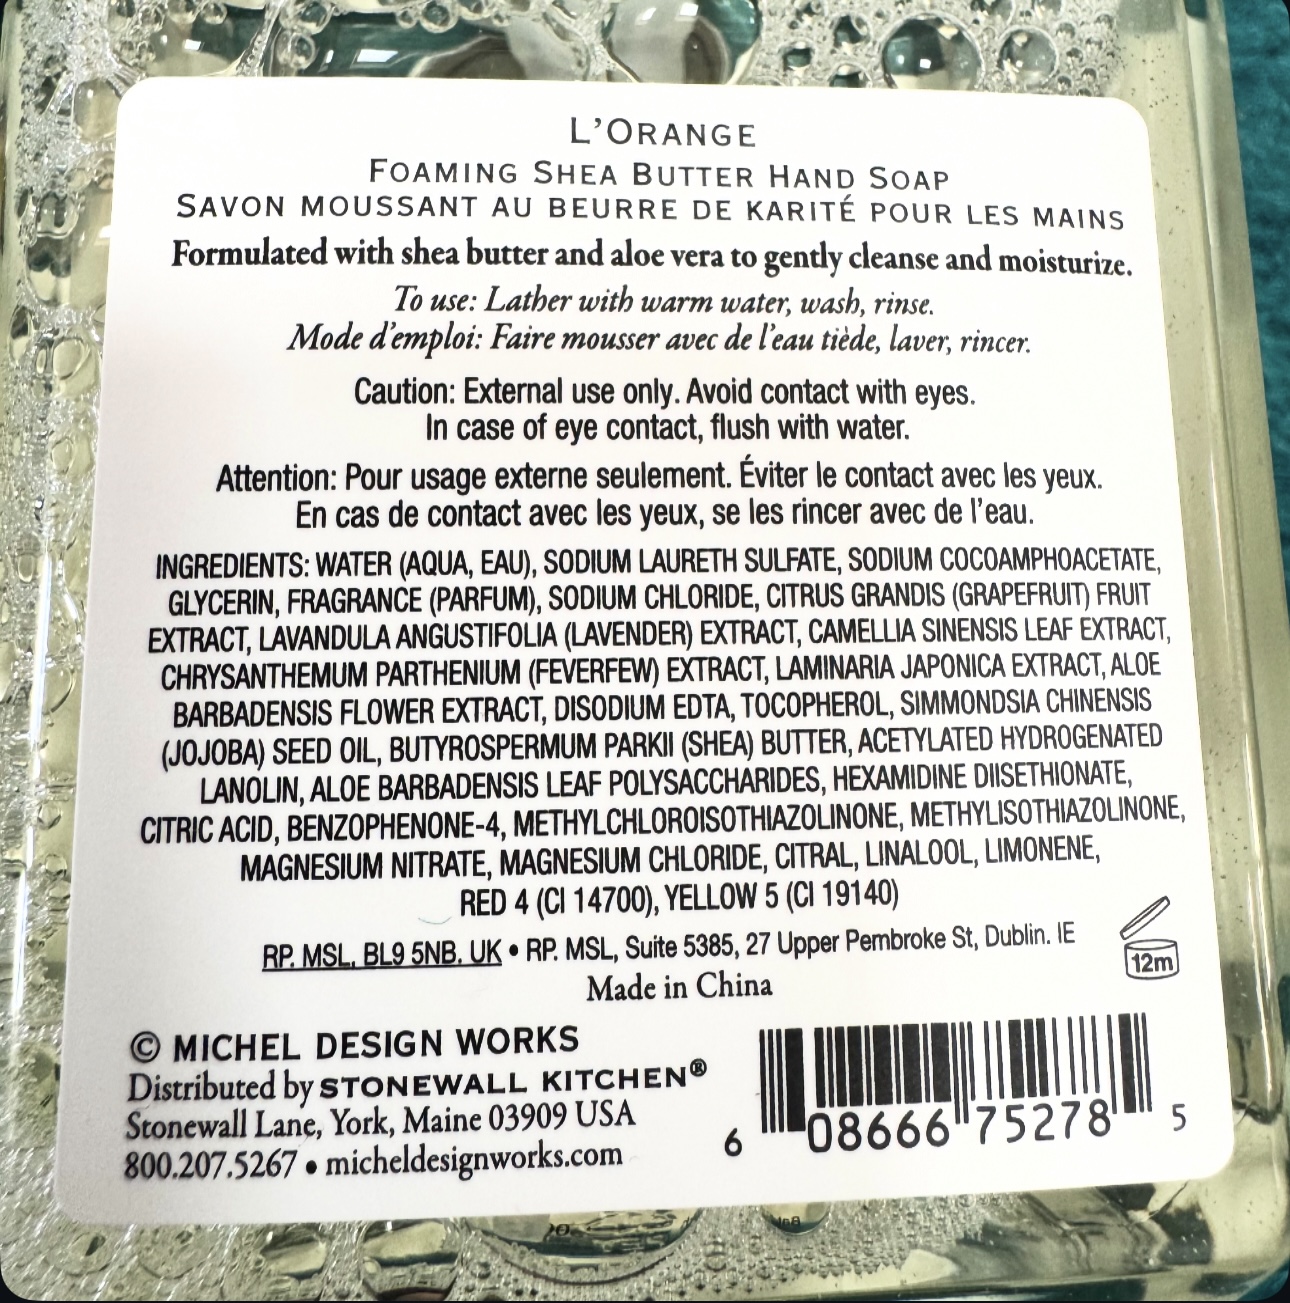 L'ORANGE
FOAMING SHEA BUTTER HAND SOAP
SAVON MOUSSANT AU BEURRE DE KARITÉ POUR LES MAINS
Formulated with shea butter and aloe vera to gently cleanse and moisturize.
To use: Lather with warm water, wash, rinse.
Mode d'emploi: Faire mousser avec de l'eau tiède, laver, rincer.
Caution: External use only. Avoid contact with eyes.
In case of eye contact, flush with water.
Attention: Pour usage externe seulement. Éviter le contact avec les yeux.
En cas de contact avec les yeux, se les rincer avec de l'eau.
INGREDIENTS: WATER (AQUA, EAU), SODIUM LAURETH SULFATE, SODIUM COCOAMPHOACETATE,
GLYCERIN, FRAGRANCE (PARFUM), SODIUM CHLORIDE, CITRUS GRANDIS (GRAPEFRUIT) FRUIT
EXTRACT, LAVANDULA ANGUSTIFOLIA (LAVENDER) EXTRACT, CAMELLIA SINENSIS LEAF EXTRACT,
CHRYSANTHEMUM PARTHENIUM (FEVERFEW) EXTRACT, LAMINARIA JAPONICA EXTRACT, ALOE
BARBADENSIS FLOWER EXTRACT, DISODIUM EDTA, TOCOPHEROL, SIMMONDSIA CHINENSIS
(JOJOBA) SEED OIL, BUTYROSPERMUM PARKII (SHEA) BUTTER, ACETYLATED HYDROGENATED
LANOLIN, ALOE BARBADENSIS LEAF POLYSACCHARIDES, HEXAMIDINE DIISETHIONATE,
CITRIC ACID, BENZOPHENONE-4, METHYLCHLOROISOTHIAZOLINONE, METHYLISOTHIAZOLINONE,
MAGNESIUM NITRATE, MAGNESIUM CHLORIDE, CITRAL, LINALOOL, LIMONENE,
RED 4 (CI 14700), YELLOW 5 (CI 19140)
RP. MSL, BL9 5NB. UK • RP. MSL, Suite 5385, 27 Upper Pembroke St, Dublin. IE
12m
Made in China
© MICHEL DESIGN WORKS
Distributed by STONEWALL KITCHEN®
Stonewall Lane, York, Maine 03909 USA
800.207.5267 • micheldesignworks.com
6 08666 75278 5